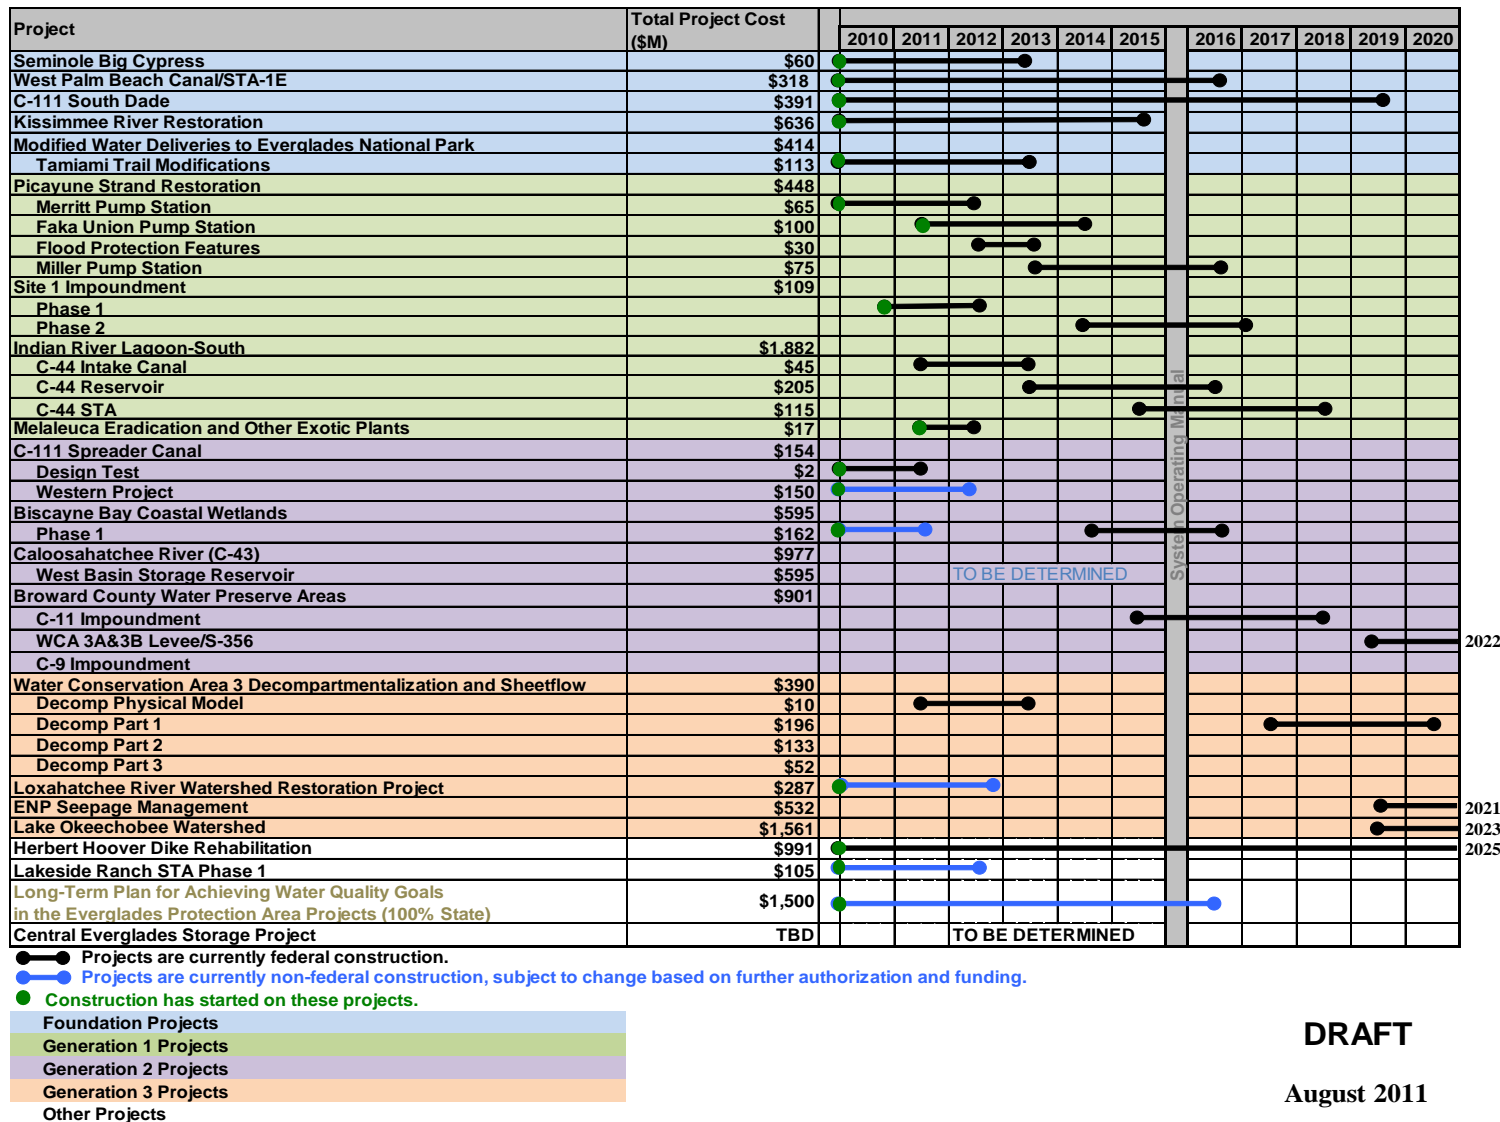 Project Total Project Cost ($M) 2010 2011 2012 2013 2014 2015 2016 2017 2018 2019 2020
Seminole Big Cypress $60
West Palm Beach Canal/STA-1E $318
C-111 South Dade $391
Kissimmee River Restoration $636
Modified Water Deliveries to Everglades National Park $414
Tamiami Trail Modifications $113
Picayune Strand Restoration $448
Merritt Pump Station $65
Faka Union Pump Station $100
Flood Protection Features $30
Miller Pump Station $75
Site 1 Impoundment $109
Phase 1
Phase 2
Indian River Lagoon-South $1,882
C-44 Intake Canal $45
C-44 Reservoir $205
C-44 STA $115
Melaleuca Eradication and Other Exotic Plants $17
C-111 Spreader Canal $154
Design Test $2
Western Project $150
Biscayne Bay Coastal Wetlands $595
Phase 1 $162
Caloosahatchee River (C-43) $977
West Basin Storage Reservoir $595 TO BE DETERMINED
Broward County Water Preserve Areas $901
C-11 Impoundment
WCA 3A&3B Levee/S-356 2022
C-9 Impoundment
Water Conservation Area 3 Decompartmentalization and Sheetflow $390
Decomp Physical Model $10
Decomp Part 1 $196
Decomp Part 2 $133
Decomp Part 3 $52
Loxahatchee River Watershed Restoration Project $287
ENP Seepage Management $532 2021
Lake Okeechobee Watershed $1,561 2023
Herbert Hoover Dike Rehabilitation $991 2025
Lakeside Ranch STA Phase 1 $105
Long-Term Plan for Achieving Water Quality Goals
in the Everglades Protection Area Projects (100% State) $1,500
Central Everglades Storage Project TBD TO BE DETERMINED
System Operating Manual
Projects are currently federal construction.
Projects are currently non-federal construction, subject to change based on further authorization and funding.
Construction has started on these projects.
Foundation Projects
Generation 1 Projects
Generation 2 Projects
Generation 3 Projects
Other Projects
DRAFT
August 2011